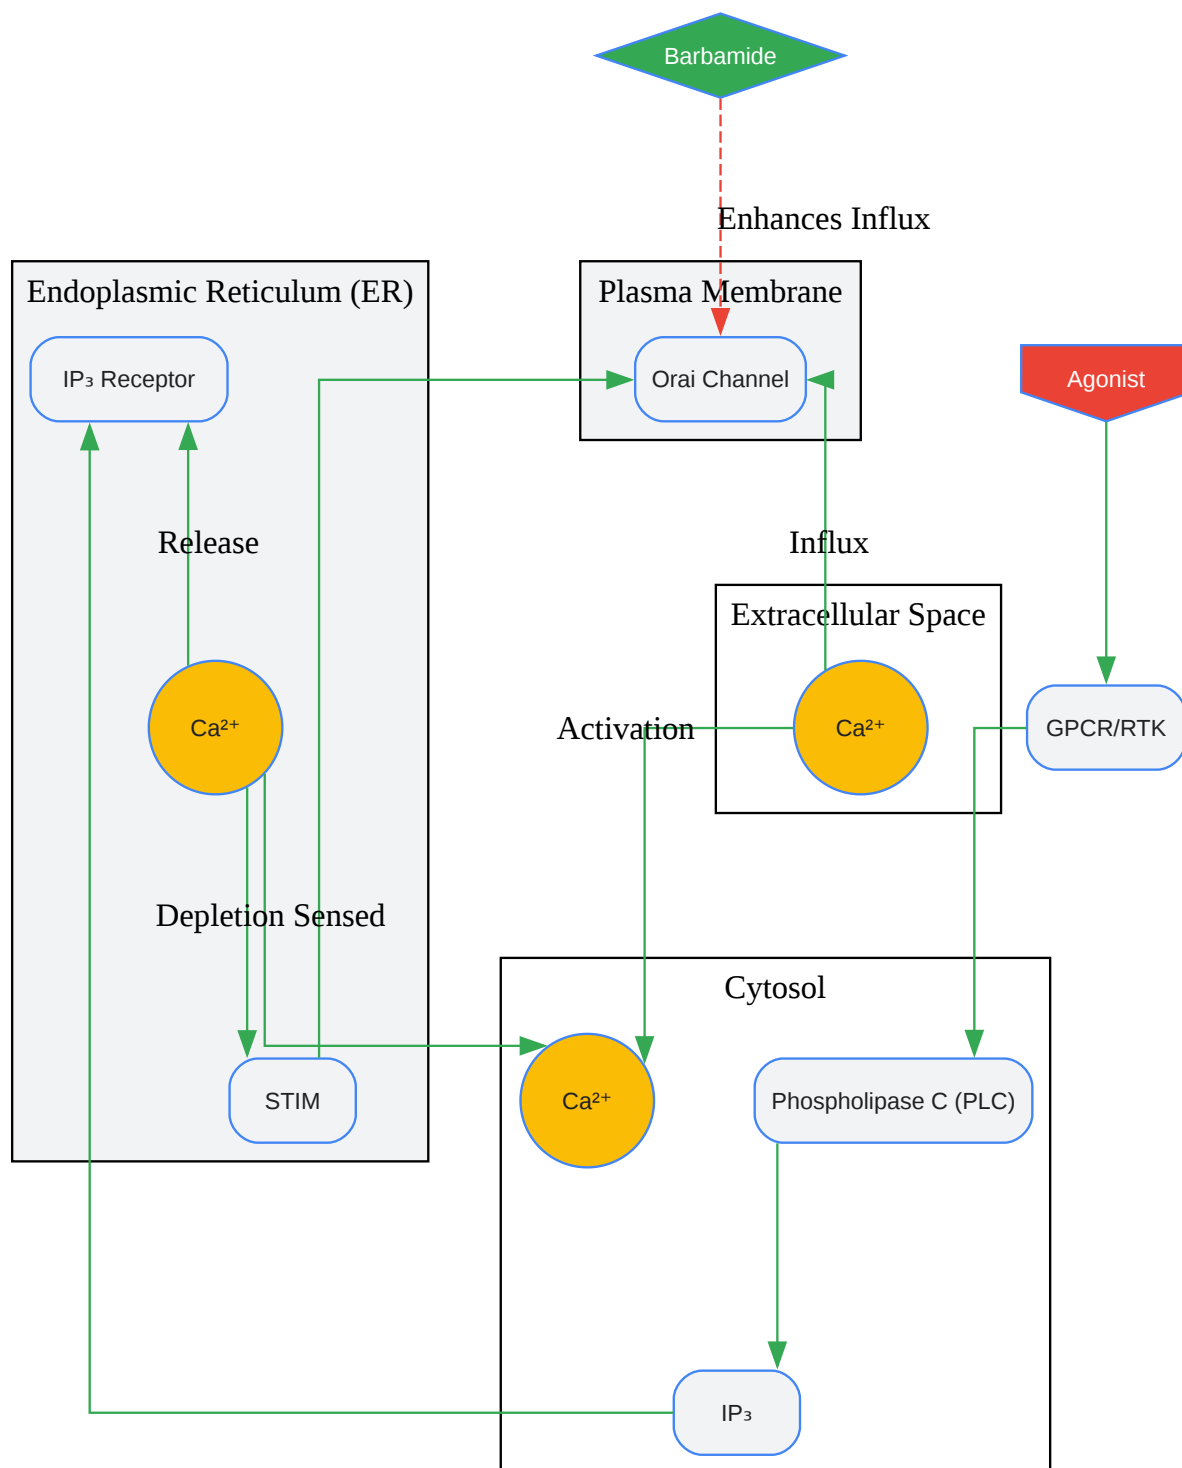 Barbamide
Enhances Influx
Endoplasmic Reticulum (ER)
Plasma Membrane
IP₃ Receptor
Orai Channel
Agonist
Release
Influx
Extracellular Space
Ca²⁺
Activation
Ca²⁺
GPCR/RTK
Depletion Sensed
Cytosol
STIM
Ca²⁺
Phospholipase C (PLC)
IP₃